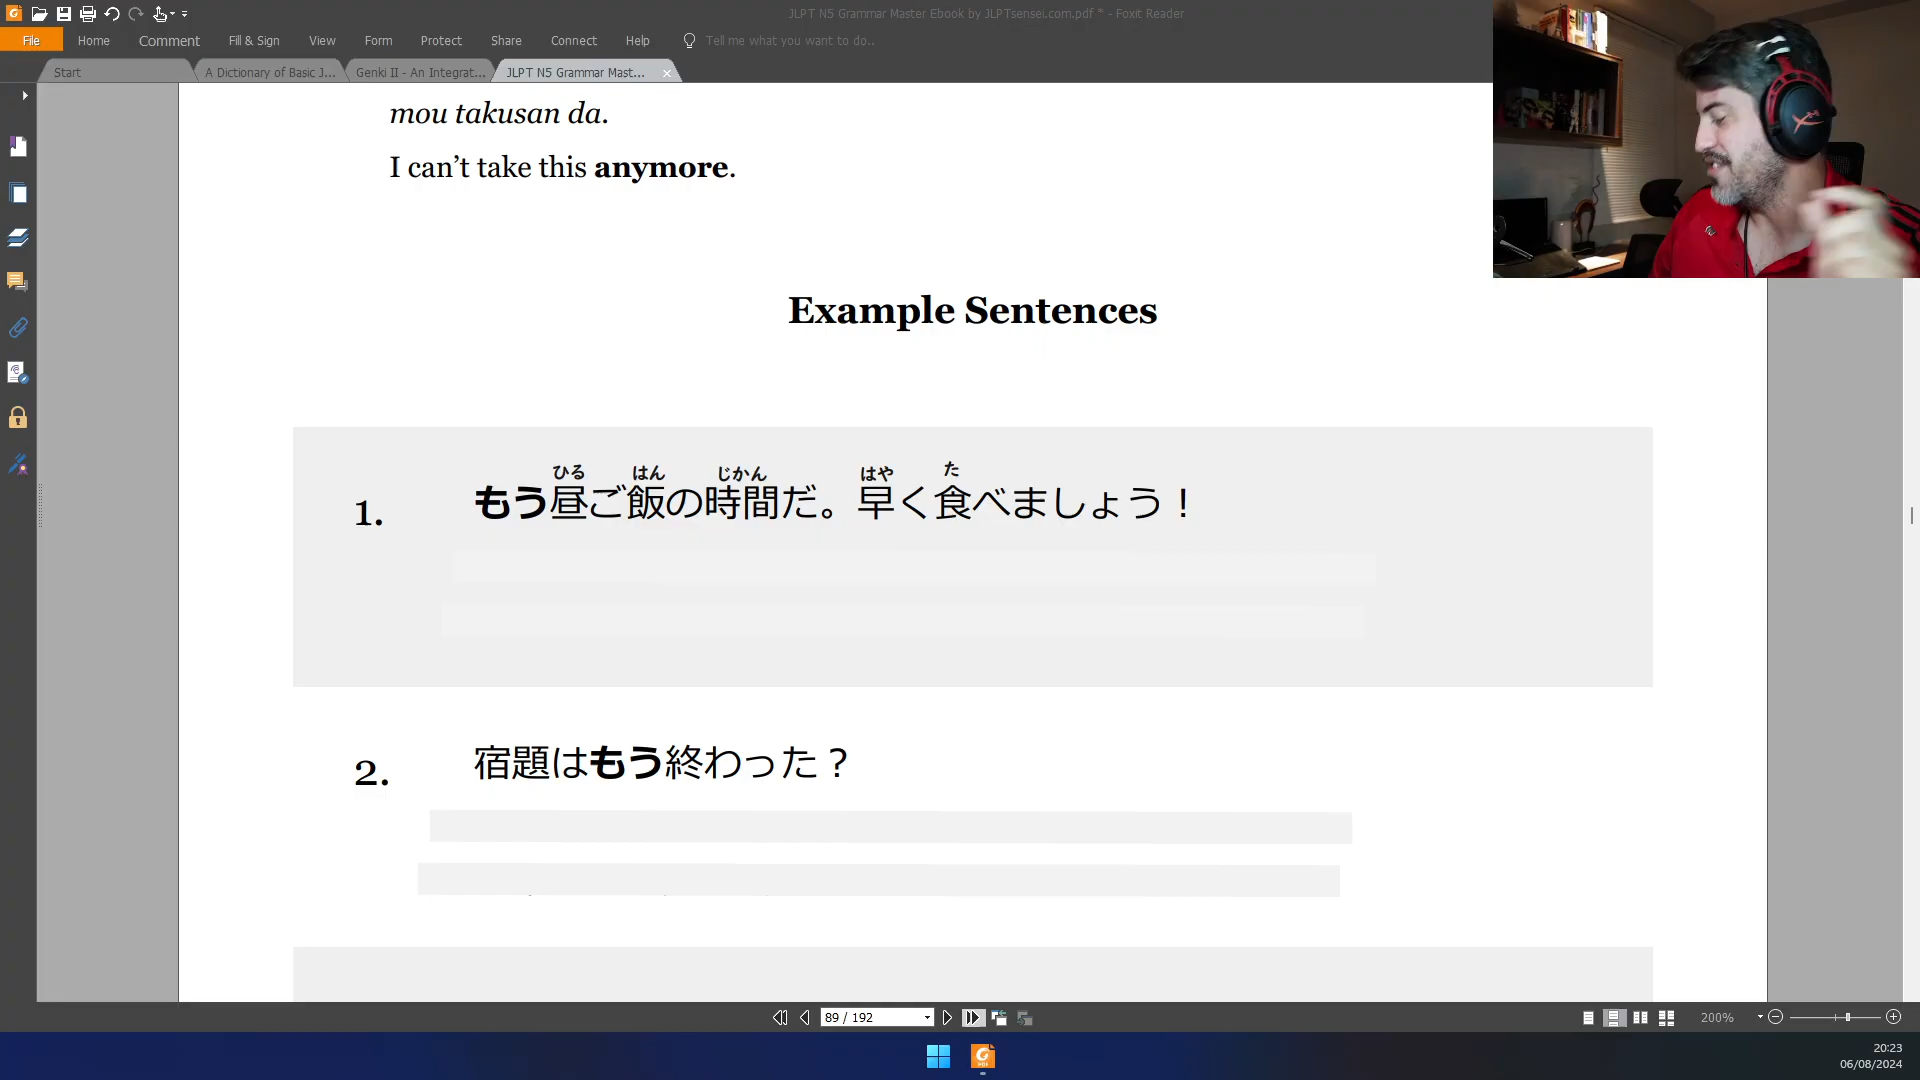 JLPT N5 Grammar Master Ebook by JLPTsensei.com.pdf * - Foxit Reader
File Home Comment Fill & Sign View Form Protect Share Connect Help Tell me what you want to do..
Start A Dictionary of Basic J... Genki II - An Integrat... JLPT N5 Grammar Mast...
mou takusan da.
I can't take this anymore.
Example Sentences
ひる はん じかん はや た
1. もう昼ご飯の時間だ。早く食べましょう！
2. 宿題はもう終わった？
89 / 192
200%
20:23
06/08/2024